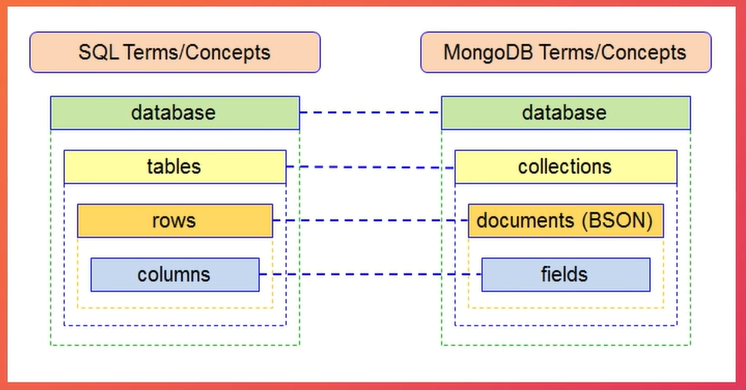 SQL Terms/Concepts
MongoDB Terms/Concepts
database
database
tables
collections
rows
documents (BSON)
columns
fields